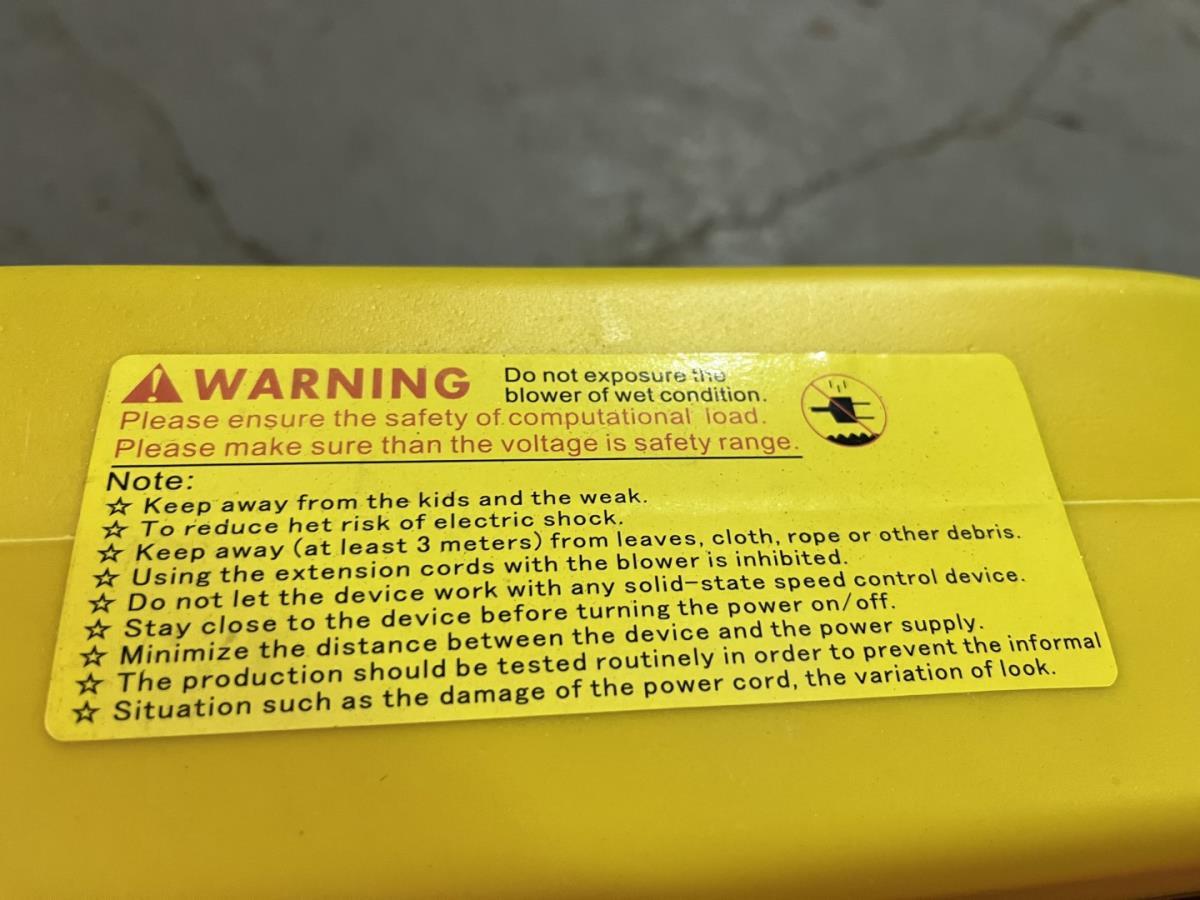 WARNING
Do not exposure the
blower of wet condition.
Please ensure the safety of computational load.
Please make sure than the voltage is safety range.
Note:
☆ Keep away from the kids and the weak.
☆ To reduce het risk of electric shock.
☆ Keep away (at least 3 meters) from leaves, cloth, rope or other debris.
☆ Using the extension cords with the blower is inhibited.
☆ Do not let the device work with any solid-state speed control device.
☆ Stay close to the device before turning the power on/off.
☆ Minimize the distance between the device and the power supply.
☆ The production should be tested routinely in order to prevent the informal
☆ Situation such as the damage of the power cord, the variation of look.